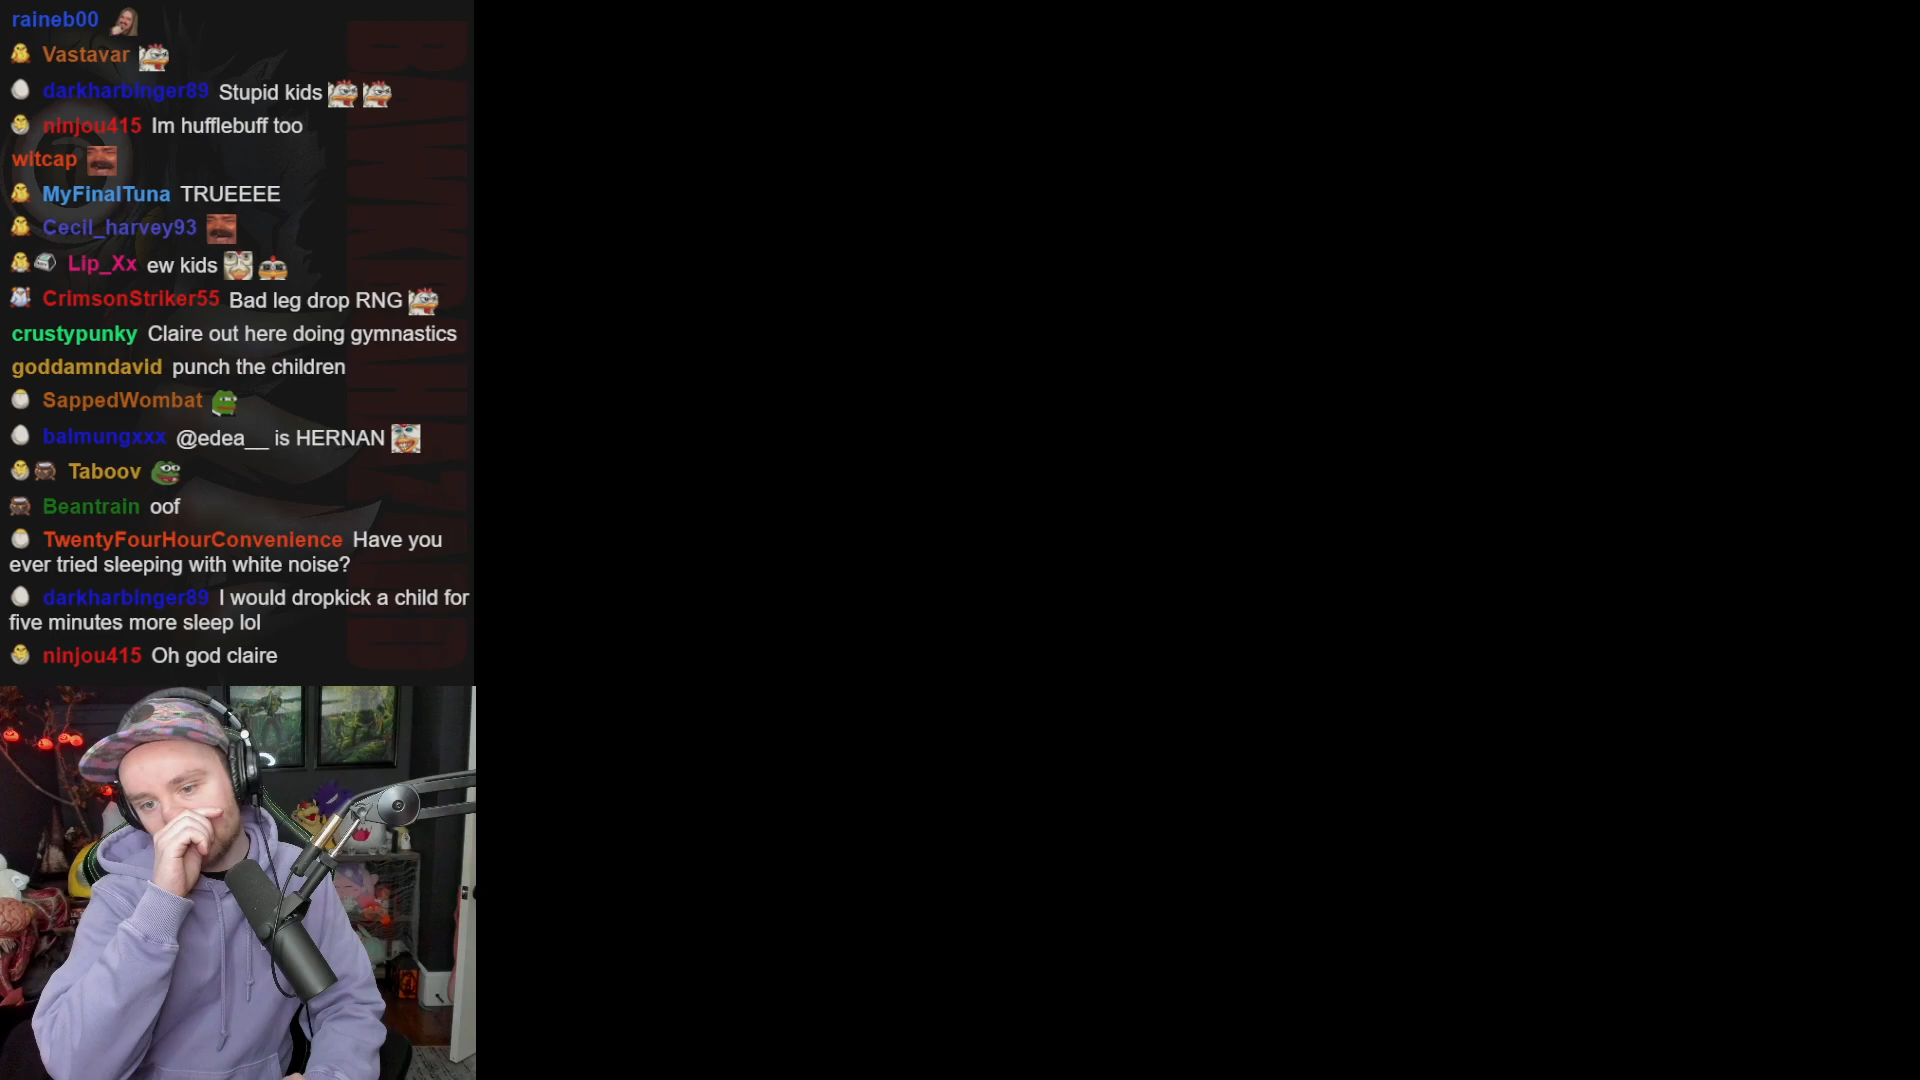 raineb00
Vastavar
darkharbinger89 Stupid kids
ninjou415 Im hufflebuff too
witcap
MyFinalTuna TRUEEEE
Cecil_harvey93
Lip_Xx ew kids
CrimsonStriker55 Bad leg drop RNG
crustypunky Claire out here doing gymnastics
goddamndavid punch the children
SappedWombat
balmungxxx @edea__ is HERNAN
Taboov
Beantrain oof
TwentyFourHourConvenience Have you
ever tried sleeping with white noise?
darkharbinger89 I would dropkick a child for
five minutes more sleep lol
ninjou415 Oh god claire